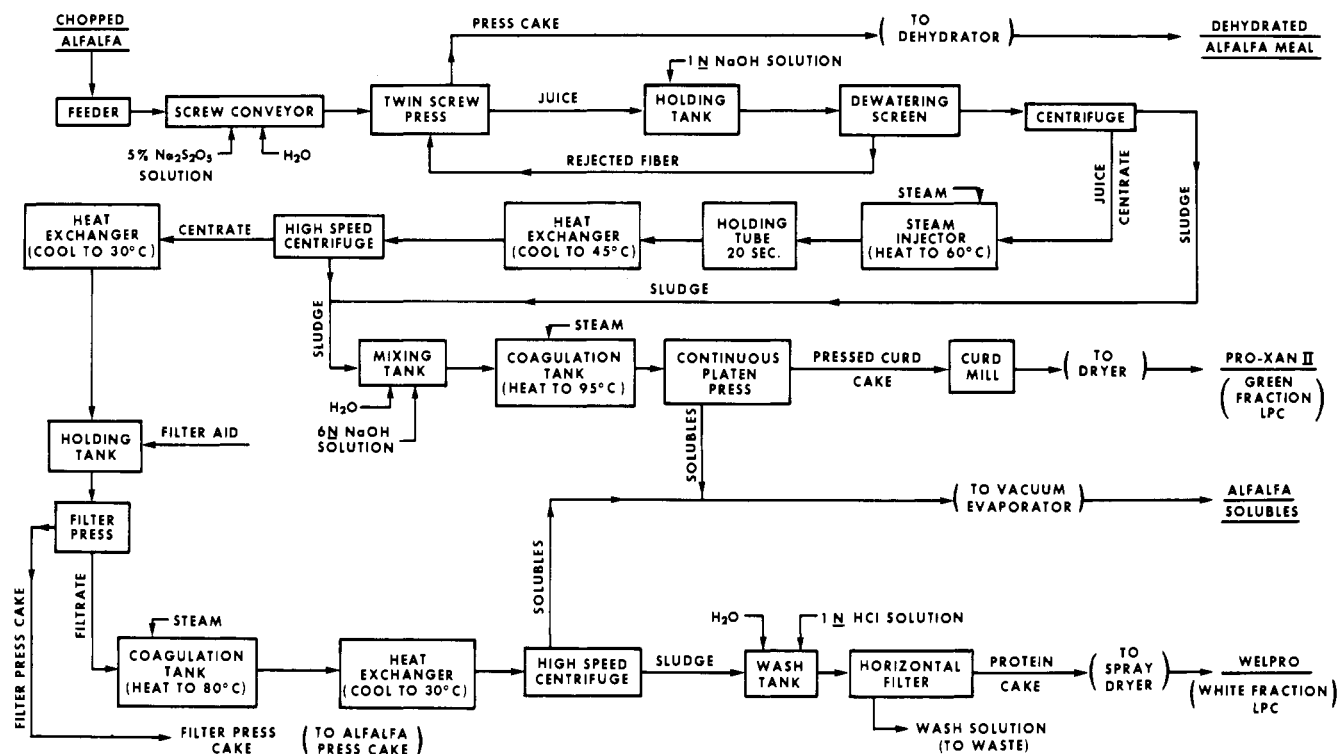 CHOPPED
ALFALFA
FEEDER
SCREW CONVEYOR
5% Na₂S₂O₅
SOLUTION
H₂O
TWIN SCREW
PRESS
PRESS CAKE
(TO
DEHYDRATOR)
DEHYDRATED
ALFALFA MEAL
JUICE
1 N NaOH SOLUTION
HOLDING
TANK
DEWATERING
SCREEN
REJECTED FIBER
CENTRIFUGE
JUICE
CENTRATE
SLUDGE
STEAM
STEAM
INJECTOR
(HEAT TO 60°C)
HOLDING
TUBE
20 SEC.
HEAT
EXCHANGER
(COOL TO 45°C)
HIGH SPEED
CENTRIFUGE
CENTRATE
HEAT
EXCHANGER
(COOL TO 30°C)
SLUDGE
SLUDGE
MIXING
TANK
H₂O
6N NaOH
SOLUTION
STEAM
COAGULATION
TANK
(HEAT TO 95°C)
CONTINUOUS
PLATEN
PRESS
PRESSED CURD
CAKE
CURD
MILL
(TO
DRYER)
PRO-XAN II
(GREEN
FRACTION
LPC)
SOLUBLES
HOLDING
TANK
FILTER AID
FILTER
PRESS
(TO VACUUM
EVAPORATOR)
ALFALFA
SOLUBLES
FILTER PRESS CAKE
FILTRATE
STEAM
COAGULATION
TANK
(HEAT TO 80°C)
HEAT
EXCHANGER
(COOL TO 30°C)
HIGH SPEED
CENTRIFUGE
SOLUBLES
SLUDGE
H₂O
1 N HCl SOLUTION
WASH
TANK
HORIZONTAL
FILTER
PROTEIN
CAKE
(TO
SPRAY
DRYER)
WELPRO
(WHITE FRACTION
LPC)
WASH SOLUTION
(TO WASTE)
FILTER PRESS
CAKE
(TO ALFALFA
PRESS CAKE)